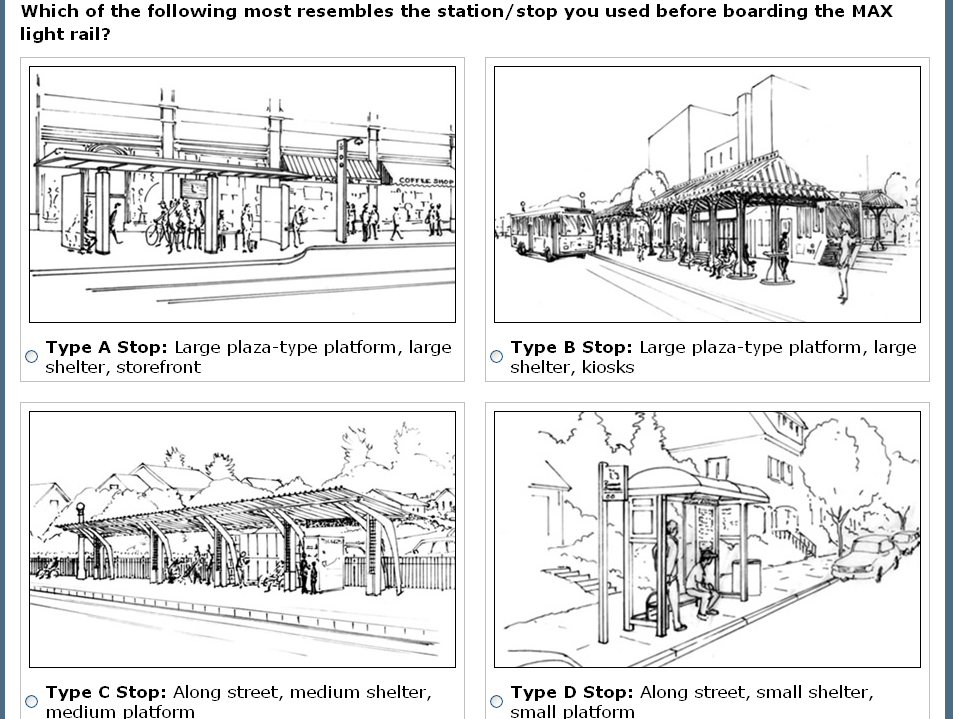 Which of the following most resembles the station/stop you used before boarding the MAX
light rail?
COFFEE SHOP
Type A Stop: Large plaza-type platform, large
shelter, storefront
Type B Stop: Large plaza-type platform, large
shelter, kiosks
Type C Stop: Along street, medium shelter,
medium platform
Type D Stop: Along street, small shelter,
small platform